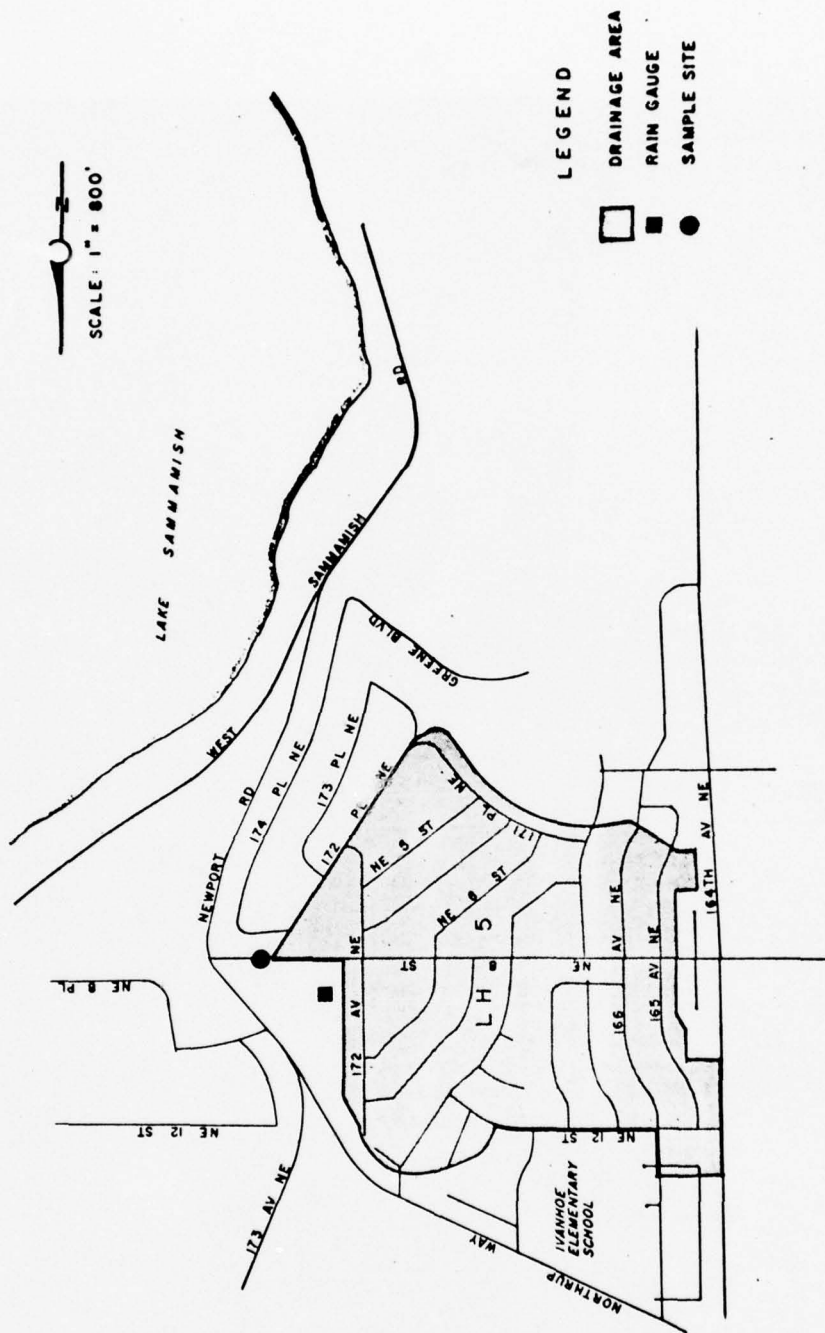 N
SCALE: 1" = 800'
LAKE SAMMAMISH
WEST
SAMMAMISH
RD
NEWPORT
RD
174 PL NE
173 PL NE
172 PL NE
GREENE BLVD
NE 8 PL
NE 12 ST
173 AV NE
172 AV NE
NE 5 ST
NE 6 ST
171 PL NE
NE 8 ST
LH 5
166 AV NE
165 AV NE
164TH AV NE
NE 12 ST
IVANHOE
ELEMENTARY
SCHOOL
NORTHRUP WAY
LEGEND
DRAINAGE AREA
RAIN GAUGE
SAMPLE SITE